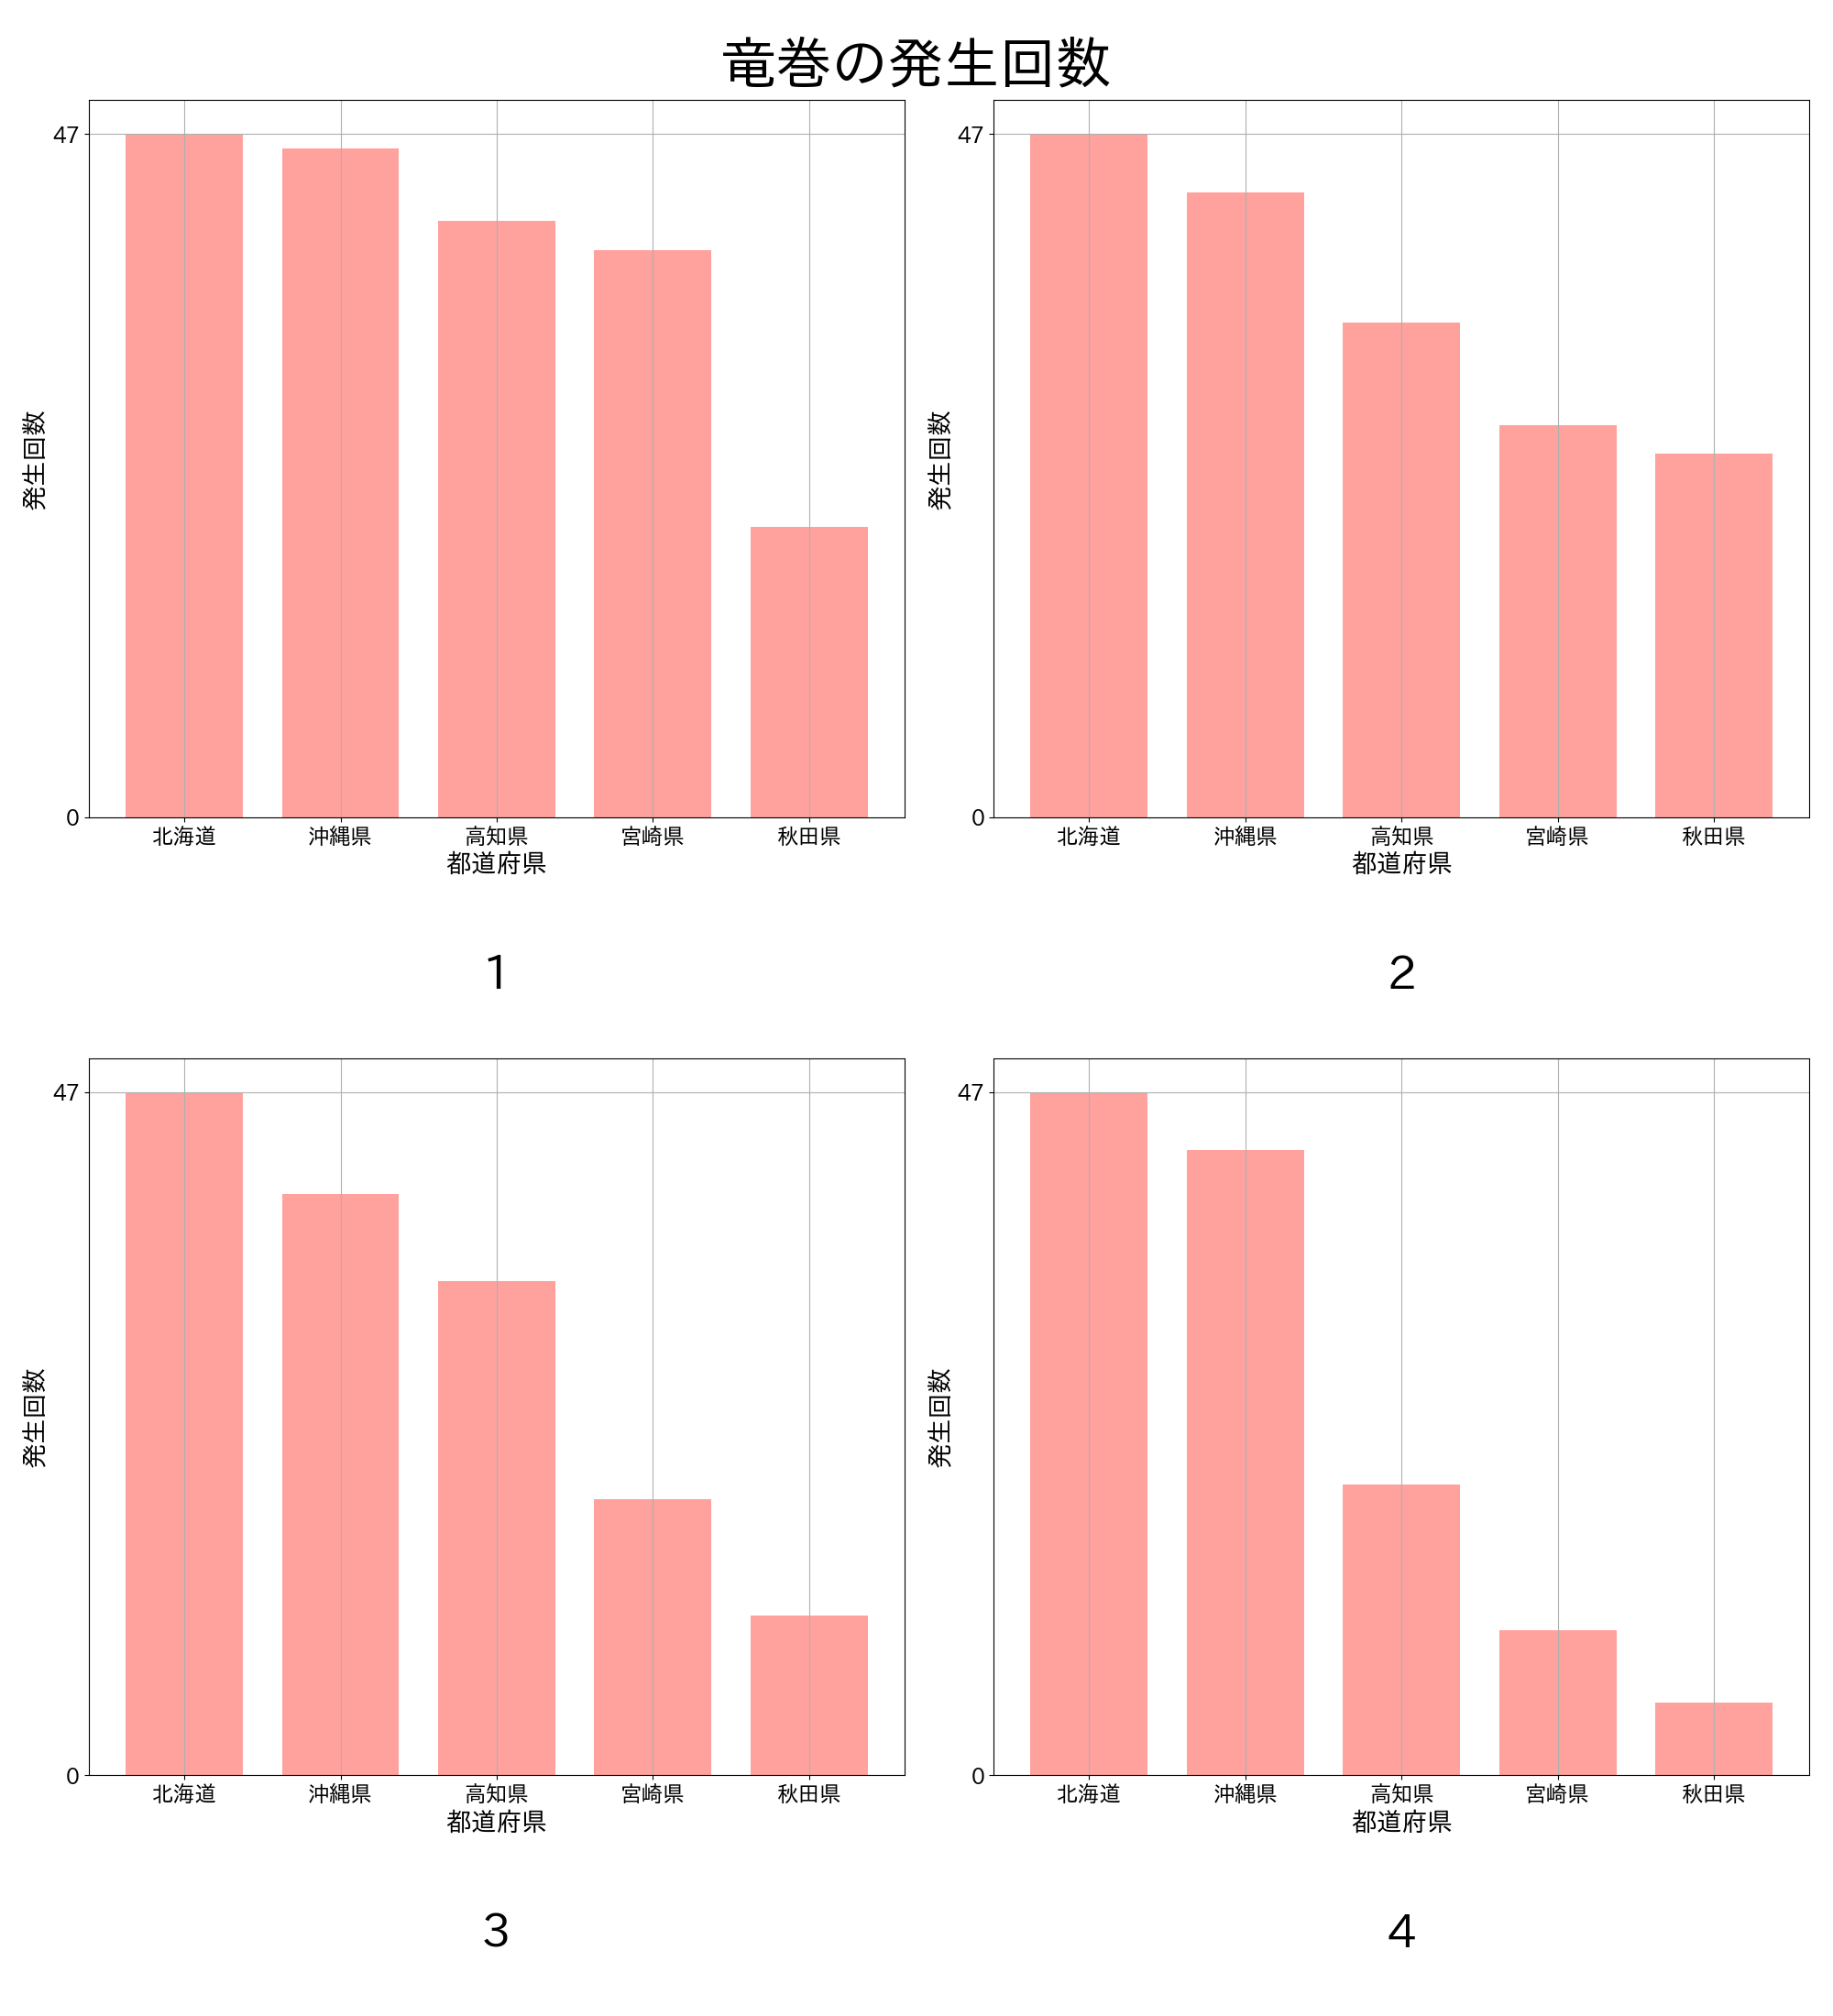 竜巻の発生回数
47
0
発生回数
北海道 沖縄県 高知県 宮崎県 秋田県
都道府県
1
47
0
発生回数
北海道 沖縄県 高知県 宮崎県 秋田県
都道府県
2
47
0
発生回数
北海道 沖縄県 高知県 宮崎県 秋田県
都道府県
3
47
0
発生回数
北海道 沖縄県 高知県 宮崎県 秋田県
都道府県
4